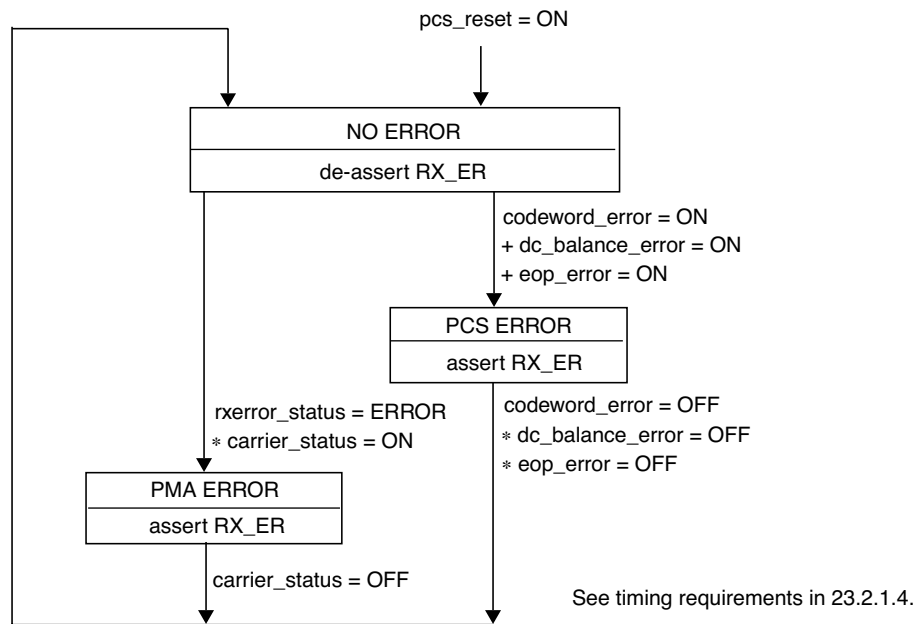 pcs_reset = ON
NO ERROR
de-assert RX_ER
codeword_error = ON
+ dc_balance_error = ON
+ eop_error = ON
PCS ERROR
assert RX_ER
rxerror_status = ERROR
* carrier_status = ON
codeword_error = OFF
* dc_balance_error = OFF
* eop_error = OFF
PMA ERROR
assert RX_ER
carrier_status = OFF
See timing requirements in 23.2.1.4.